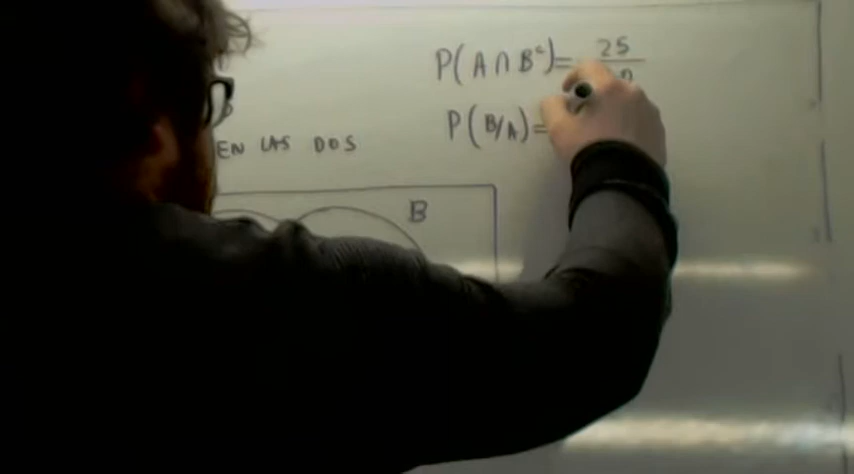 P(A∩Bᶜ)= 25
P(B/A)=
EN LAS DOS
B